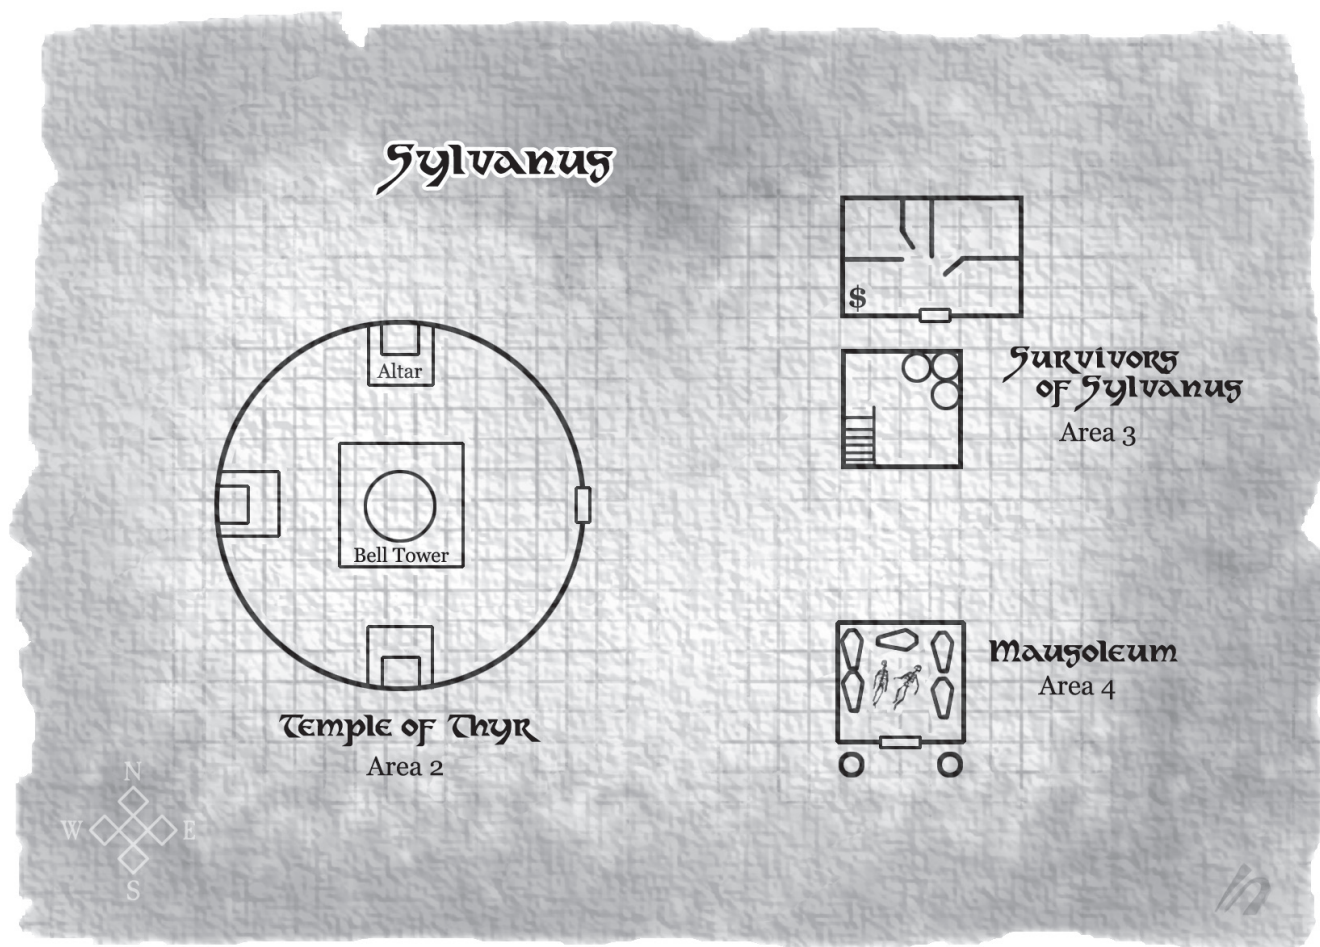 Sylvanus
$
Altar
Survivors
of Sylvanus
Area 3
Bell Tower
Mausoleum
Area 4
Temple of Thyr
Area 2
N
W E
S